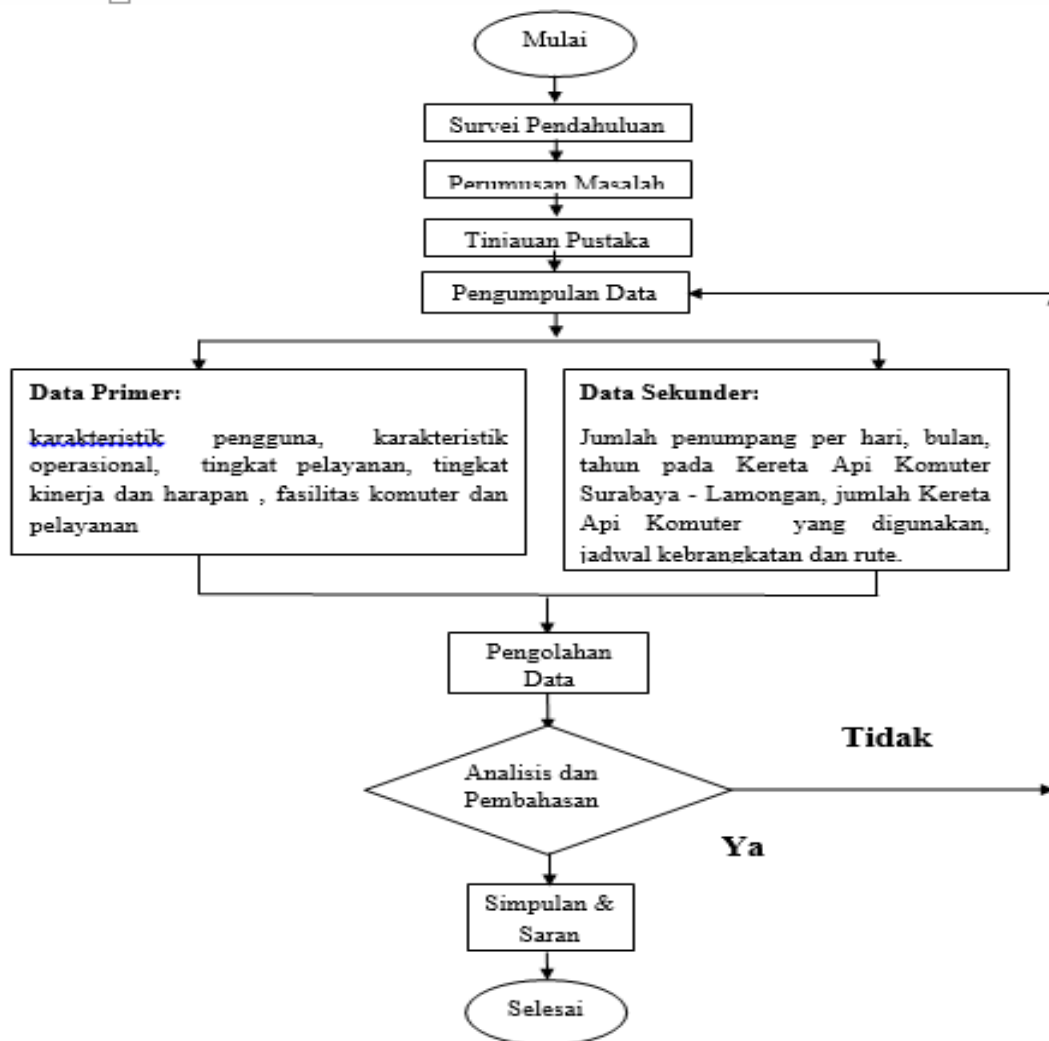 Mulai
Survei Pendahuluan
Perumusan Masalah
Tinjauan Pustaka
Pengumpulan Data
Data Primer:
karakteristik pengguna, karakteristik
operasional, tingkat pelayanan, tingkat
kinerja dan harapan , fasilitas komuter dan
pelayanan
Data Sekunder:
Jumlah penumpang per hari, bulan,
tahun pada Kereta Api Komuter
Surabaya - Lamongan, jumlah Kereta
Api Komuter yang digunakan,
jadwal kebrangkatan dan rute.
Pengolahan
Data
Analisis dan
Pembahasan
Tidak
Ya
Simpulan &
Saran
Selesai